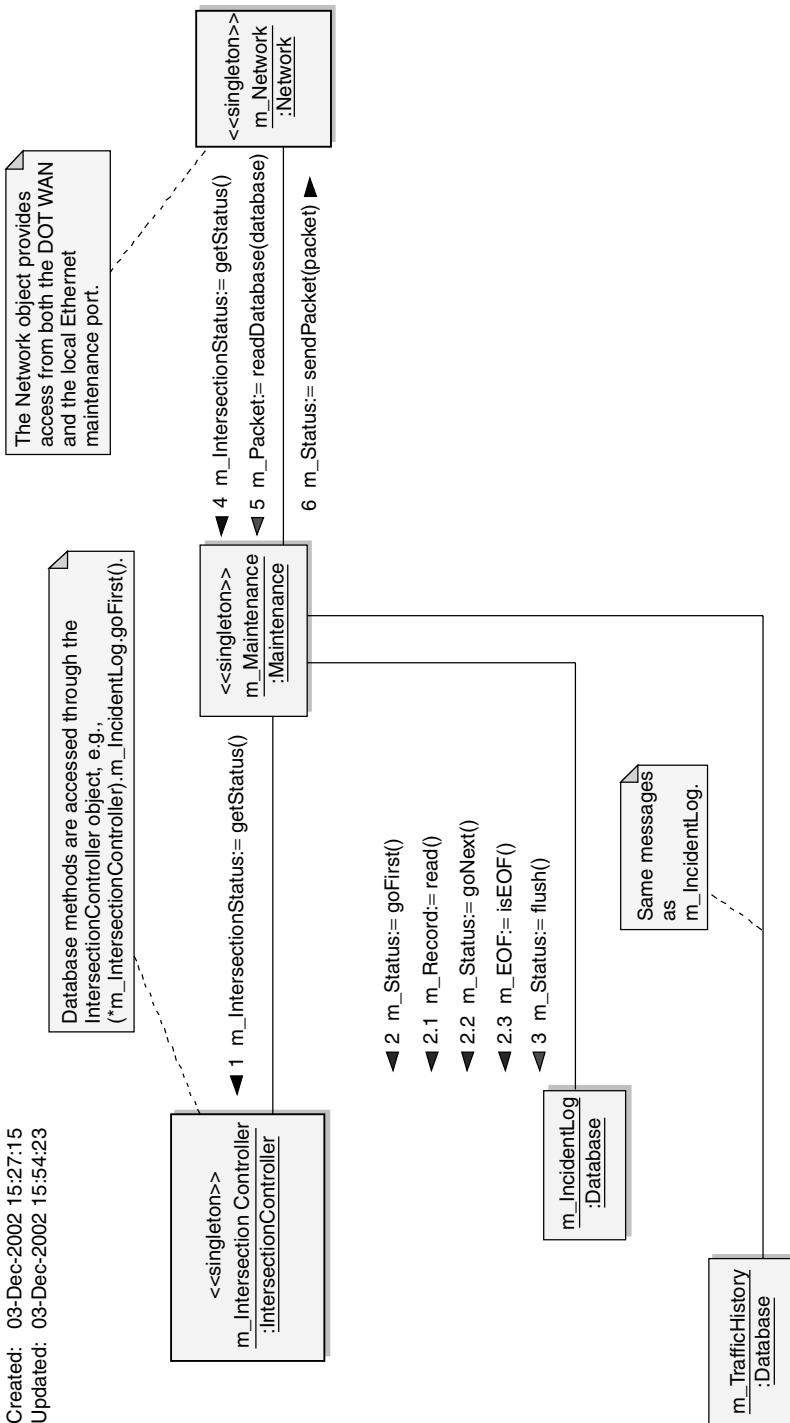 Created: 03-Dec-2002 15:27:15
Updated: 03-Dec-2002 15:54:23
Database methods are accessed through the
IntersectionController object, e.g.,
(*m_IntersectionController).m_IncidentLog.goFirst().
The Network object provides
access from both the DOT WAN
and the local Ethernet
maintenance port.
<<singleton>>
m_Intersection Controller
:IntersectionController
1 m_IntersectionStatus:= getStatus()
<<singleton>>
m_Maintenance
:Maintenance
4 m_IntersectionStatus:= getStatus()
5 m_Packet:= readDatabase(database)
6 m_Status:= sendPacket(packet)
<<singleton>>
m_Network
:Network
2 m_Status:= goFirst()
2.1 m_Record:= read()
2.2 m_Status:= goNext()
2.3 m_EOF:= isEOF()
3 m_Status:= flush()
m_IncidentLog
:Database
Same messages
as
m_IncidentLog.
m_TrafficHistory
:Database